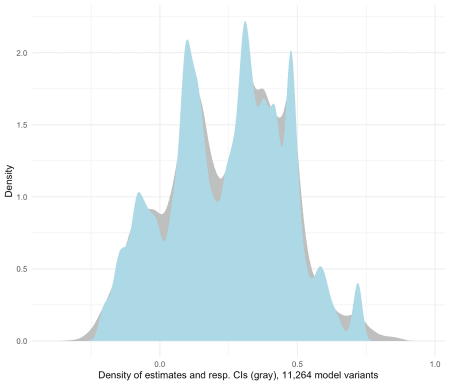 2.0
1.5
Density
1.0
0.5
0.0
0.0 0.5 1.0
Density of estimates and resp. CIs (gray), 11,264 model variants